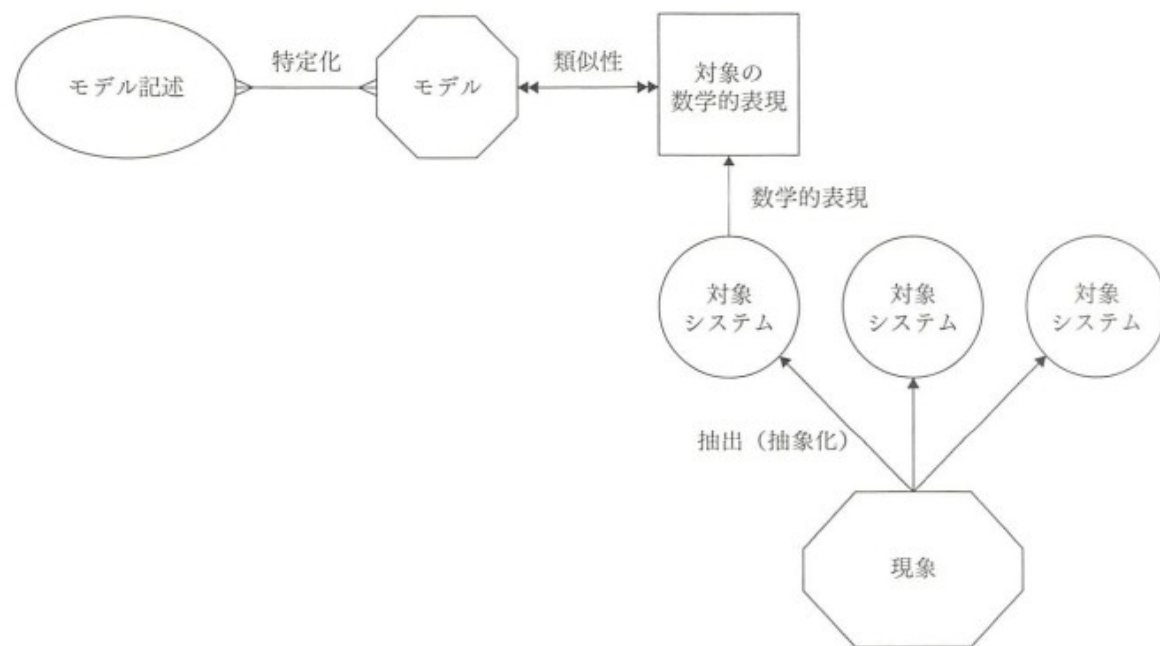 特定化
類似性
モデル記述
モデル
対象の
数学的表現
数学的表現
対象
システム
対象
システム
対象
システム
抽出（抽象化）
現象